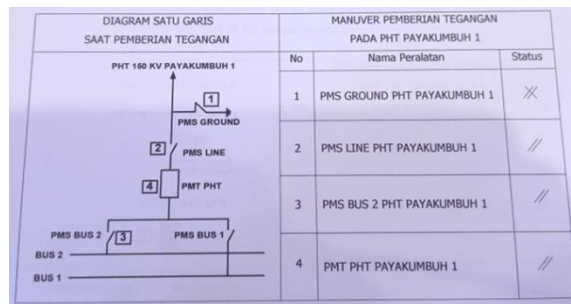 DIAGRAM SATU GARIS
SAAT PEMBERIAN TEGANGAN
MANUVER PEMBERIAN TEGANGAN
PADA PHT PAYAKUMBUH 1
PHT 150 KV PAYAKUMBUH 1
1
PMS GROUND
2 PMS LINE
4 PMT PHT
PMS BUS 2 3 PMS BUS 1
BUS 2
BUS 1
No Nama Peralatan Status
1 PMS GROUND PHT PAYAKUMBUH 1
2 PMS LINE PHT PAYAKUMBUH 1 //
3 PMS BUS 2 PHT PAYAKUMBUH 1 //
4 PMT PHT PAYAKUMBUH 1 //